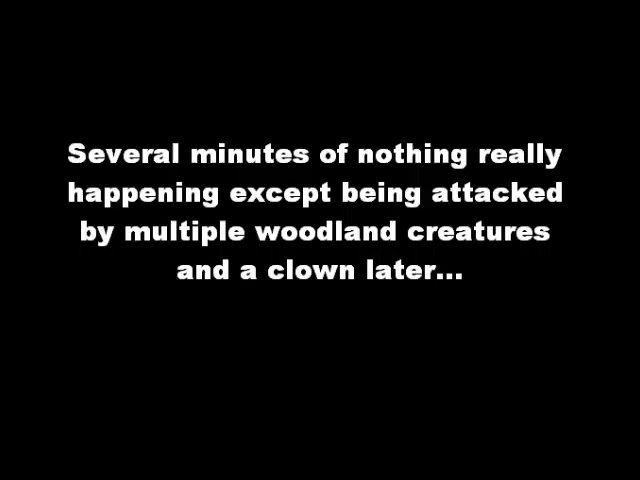 Several minutes of nothing really
happening except being attacked
by multiple woodland creatures
and a clown later...